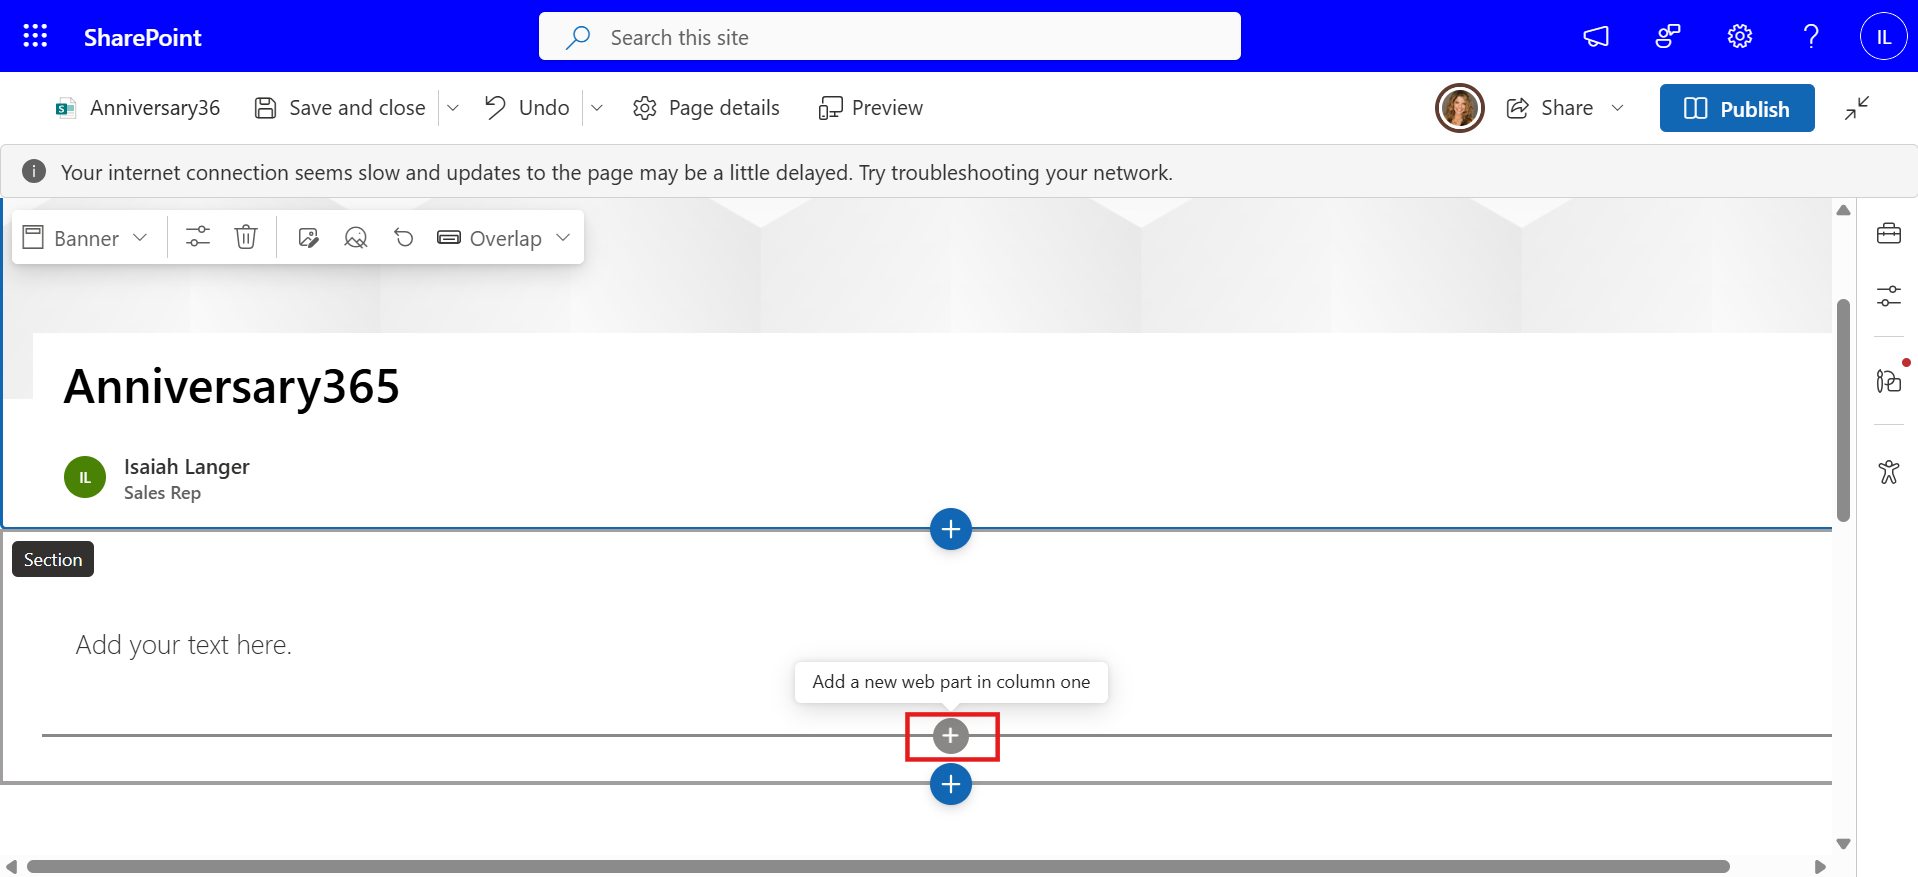 SharePoint
Search this site
IL
Anniversary36
Save and close
Undo
Page details
Preview
Share
Publish
Your internet connection seems slow and updates to the page may be a little delayed. Try troubleshooting your network.
Banner
Overlap
Anniversary365
IL
Isaiah Langer
Sales Rep
Section
Add your text here.
Add a new web part in column one